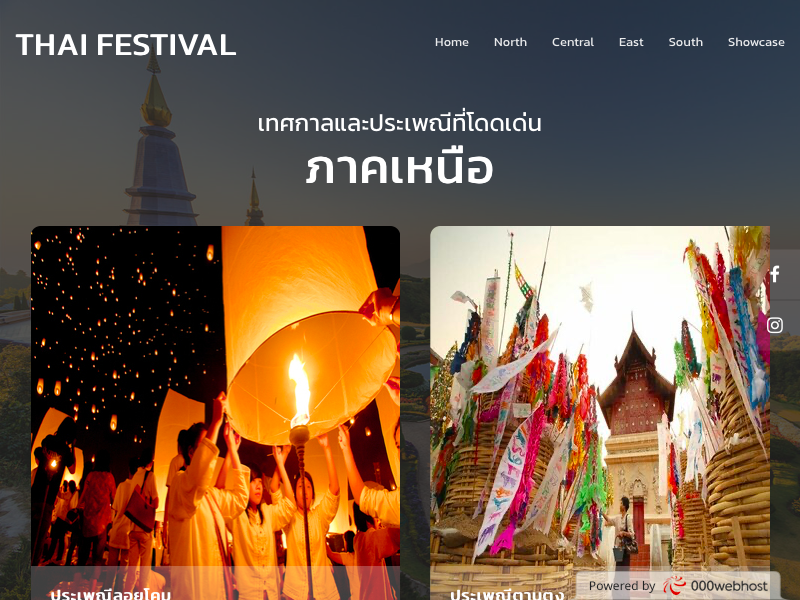 THAI FESTIVAL
Home North Central East South Showcase
เทศกาลและประเพณีที่โดดเด่น
ภาคเหนือ
ประเพณีลอยโคม
ประเพณีตานตุง
Powered by 000webhost